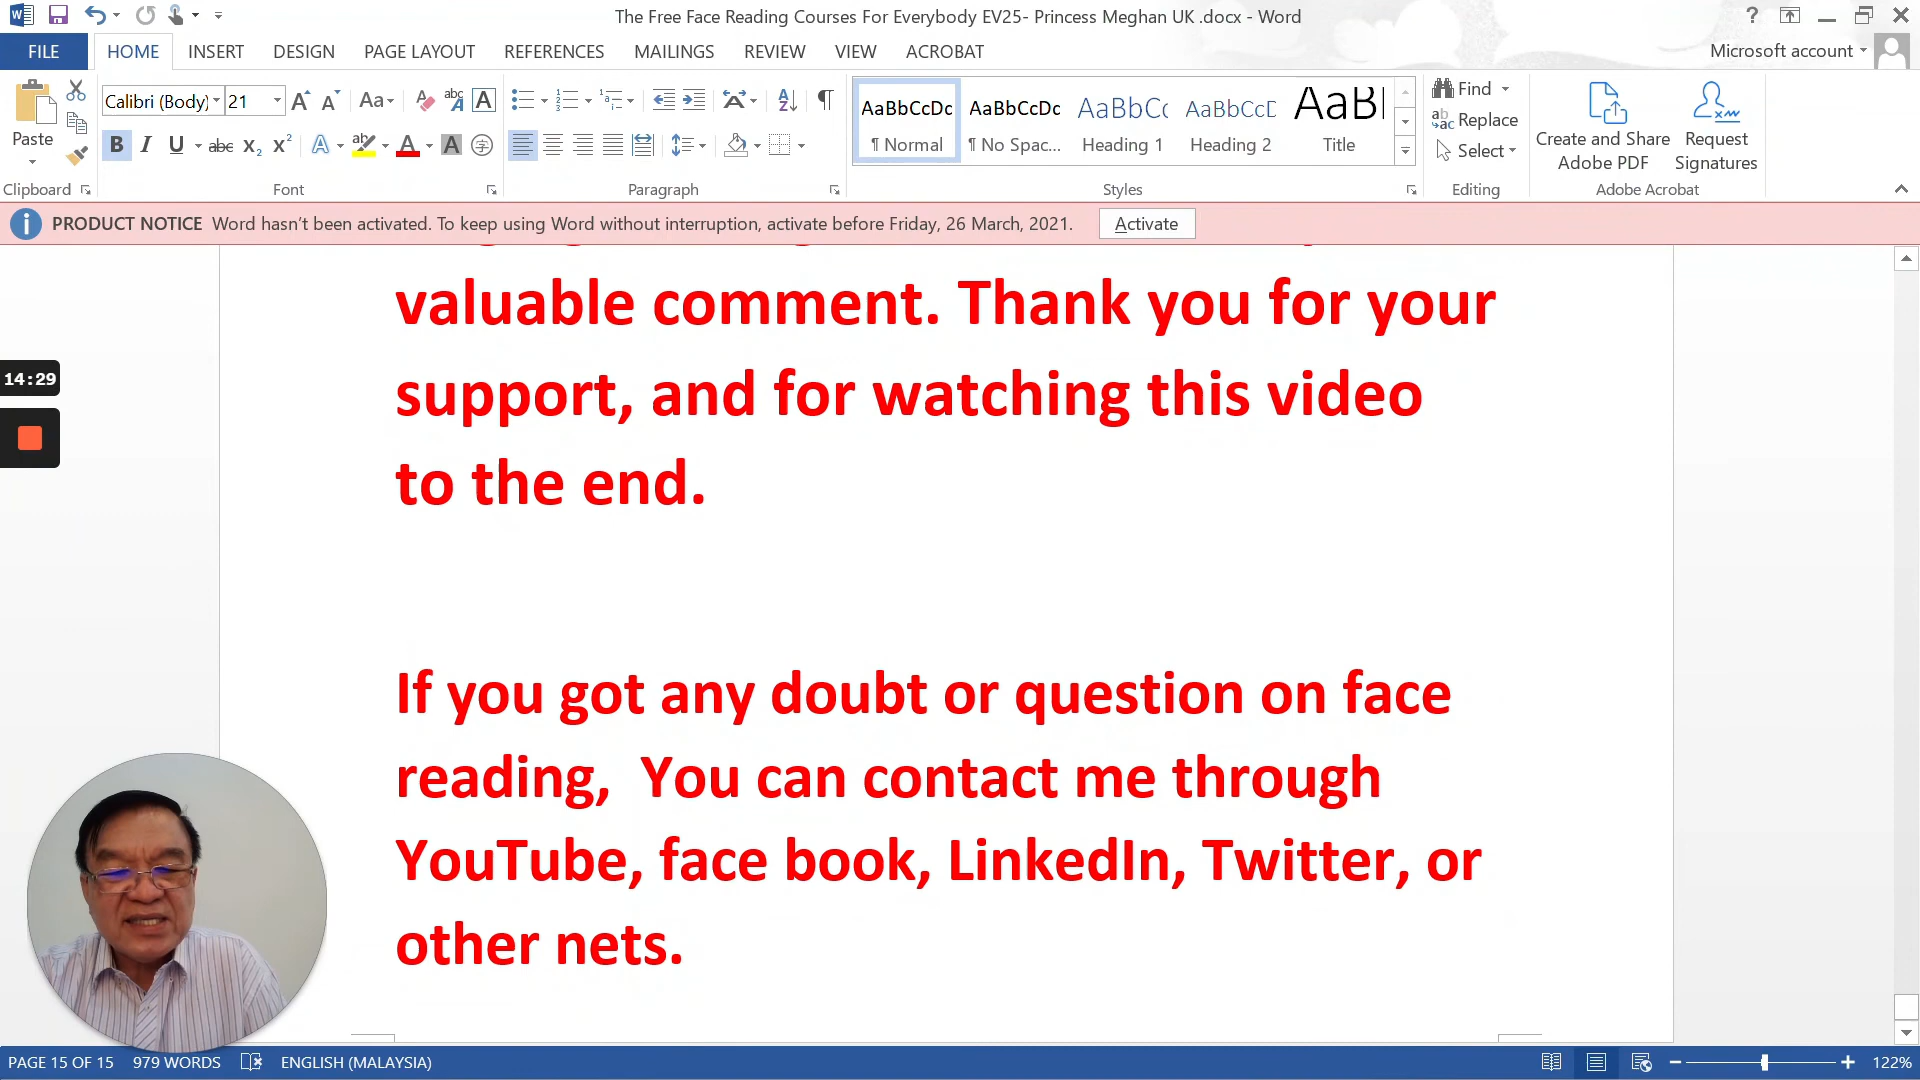 The Free Face Reading Courses For Everybody EV25- Princess Meghan UK .docx - Word
FILE HOME INSERT DESIGN PAGE LAYOUT REFERENCES MAILINGS REVIEW VIEW ACROBAT Microsoft account
Paste
Clipboard
Calibri (Body) 21
Font
Paragraph
AaBbCcDc AaBbCcDc AaBbCc AaBbCcD AaB
¶ Normal ¶ No Spac... Heading 1 Heading 2 Title
Styles
Find
Replace
Select
Editing
Create and Share
Adobe PDF
Request
Signatures
Adobe Acrobat
PRODUCT NOTICE Word hasn't been activated. To keep using Word without interruption, activate before Friday, 26 March, 2021. Activate
valuable comment. Thank you for your
support, and for watching this video
to the end.
14:29
If you got any doubt or question on face
reading, You can contact me through
YouTube, face book, LinkedIn, Twitter, or
other nets.
PAGE 15 OF 15 979 WORDS ENGLISH (MALAYSIA) 122%